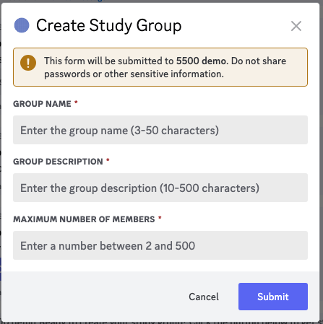 Create Study Group
This form will be submitted to 5500 demo. Do not share
passwords or other sensitive information.
GROUP NAME *
Enter the group name (3-50 characters)
GROUP DESCRIPTION *
Enter the group description (10-500 characters)
MAXIMUM NUMBER OF MEMBERS *
Enter a number between 2 and 500
Cancel
Submit